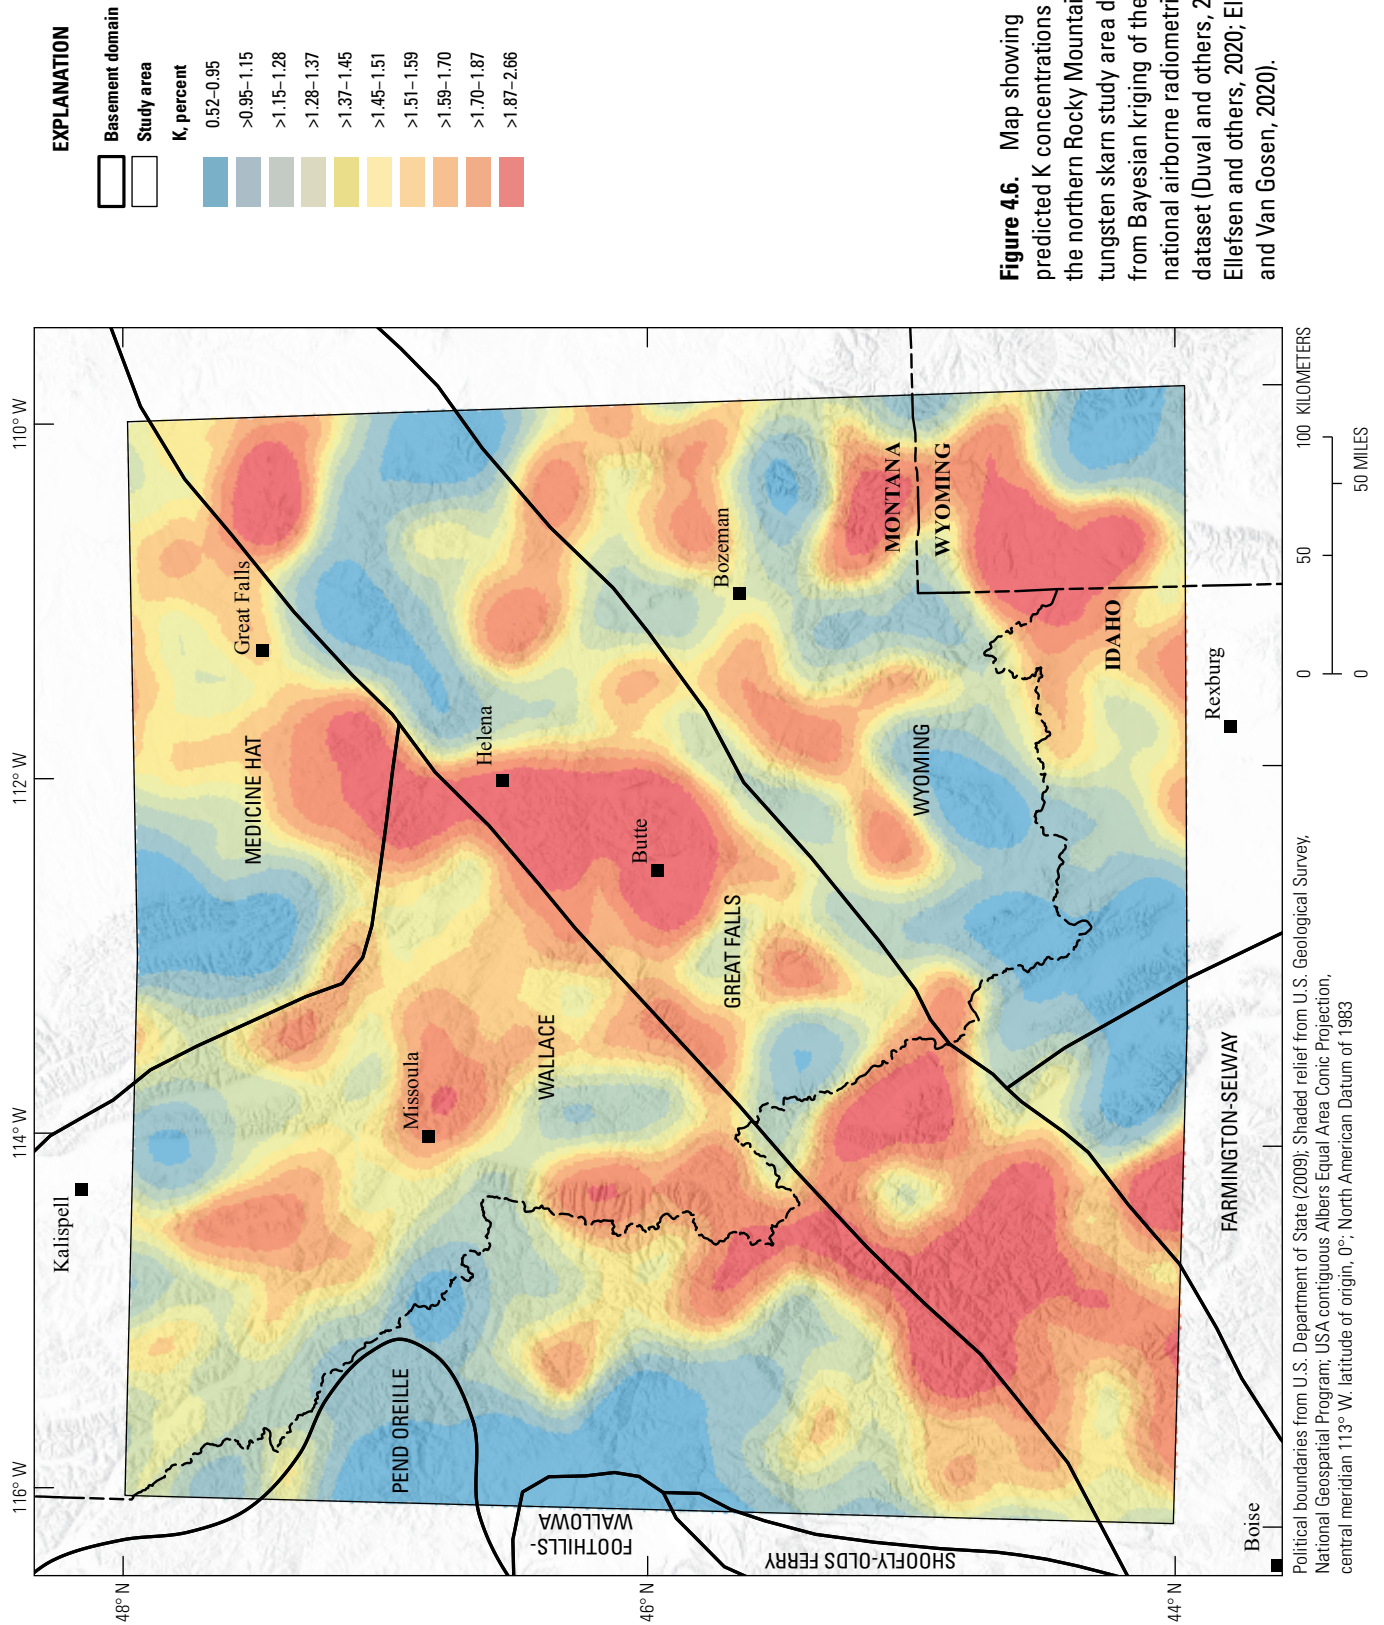 116° W
114° W
112° W
110° W
48° N
46° N
44° N
Kalispell
Great Falls
MEDICINE HAT
Missoula
Helena
PEND OREILLE
WALLACE
FOOTHILLS-
WALLOWA
Butte
Bozeman
GREAT FALLS
SHOOFLY-OLDS FERRY
MONTANA
WYOMING
WYOMING
IDAHO
Rexburg
FARMINGTON-SELWAY
Boise
0 50 100 KILOMETERS
0 50 MILES
Political boundaries from U.S. Department of State (2009); Shaded relief from U.S. Geological Survey,
National Geospatial Program; USA contiguous Albers Equal Area Conic Projection,
central meridian 113° W. latitude of origin, 0°; North American Datum of 1983
EXPLANATION
Basement domain
Study area
K, percent
0.52–0.95
>0.95–1.15
>1.15–1.28
>1.28–1.37
>1.37–1.45
>1.45–1.51
>1.51–1.59
>1.59–1.70
>1.70–1.87
>1.87–2.66
Figure 4.6. Map showing
predicted K concentrations
the northern Rocky Mountai
tungsten skarn study area d
from Bayesian kriging of the
national airborne radiometri
dataset (Duval and others, 2
Ellefsen and others, 2020; El
and Van Gosen, 2020).